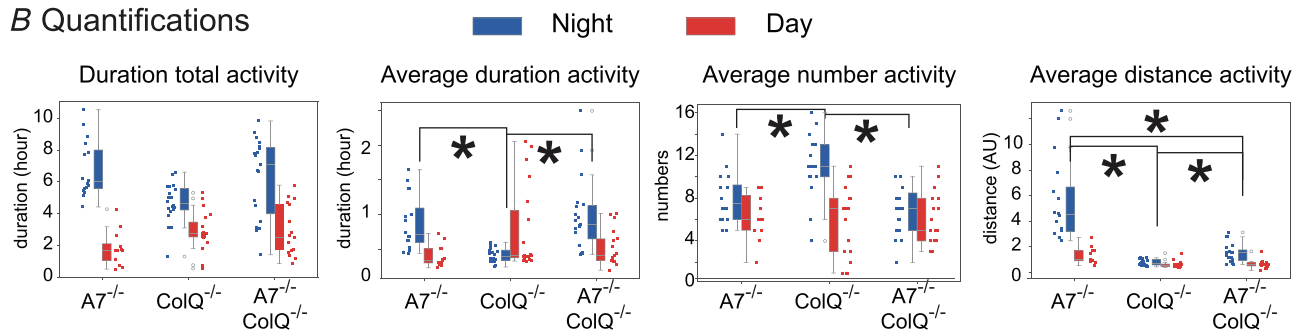 B Quantifications
Night
Day
Duration total activity
duration (hour)
10
8
6
4
2
0
A7-/-
ColQ-/-
A7-/-
ColQ-/-
Average duration activity
duration (hour)
2
1
0
*
*
A7-/-
ColQ-/-
A7-/-
ColQ-/-
Average number activity
numbers
16
12
8
4
0
*
*
A7-/-
ColQ-/-
A7-/-
ColQ-/-
Average distance activity
distance (AU)
10
8
6
4
2
0
*
*
*
A7-/-
ColQ-/-
A7-/-
ColQ-/-